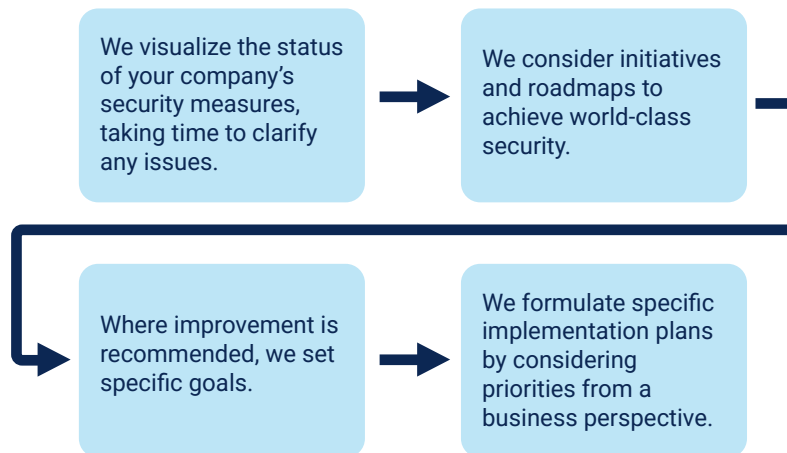 We visualize the status
of your company’s
security measures,
taking time to clarify
any issues.
We consider initiatives
and roadmaps to
achieve world-class
security.
Where improvement is
recommended, we set
specific goals.
We formulate specific
implementation plans
by considering
priorities from a
business perspective.